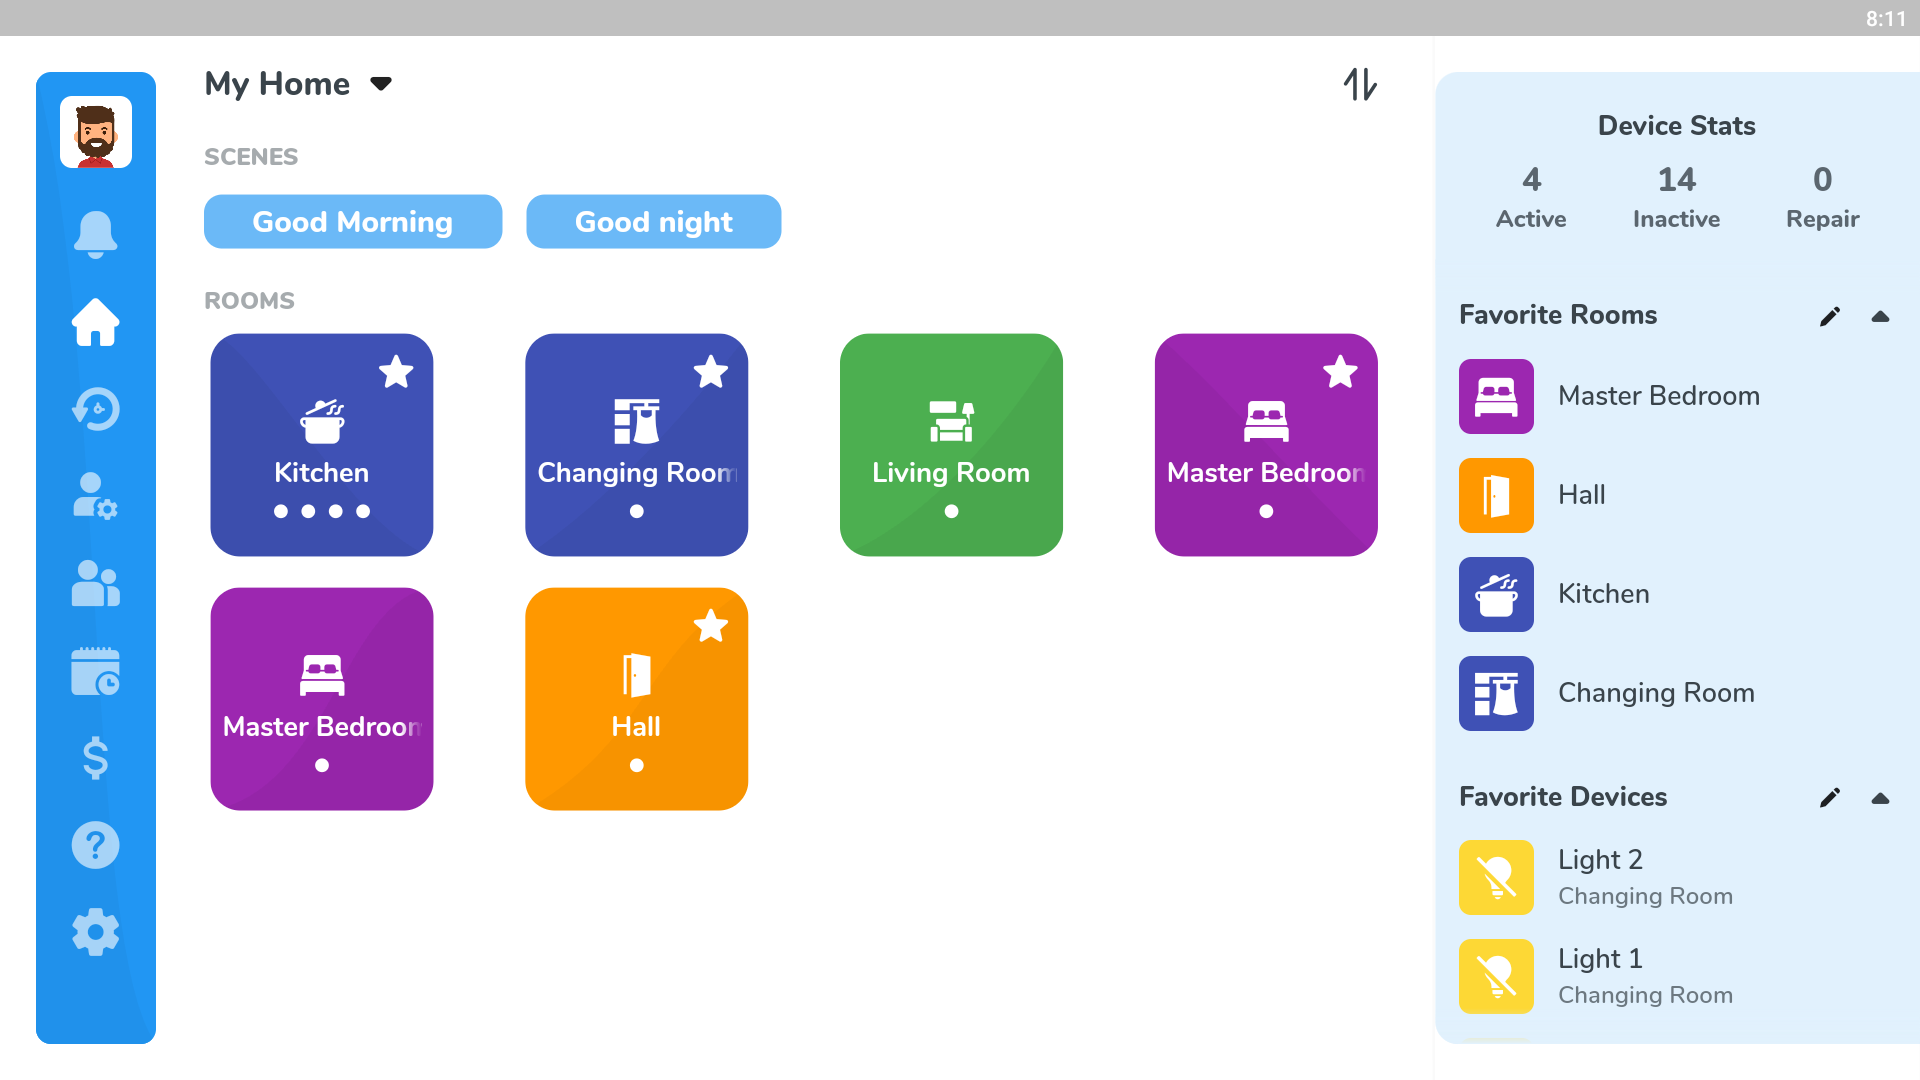 8:11
My Home
SCENES
Good Morning
Good night
ROOMS
Kitchen
Changing Room
Living Room
Master Bedroom
Master Bedroom
Hall
Device Stats
4
14
0
Active
Inactive
Repair
Favorite Rooms
Master Bedroom
Hall
Kitchen
Changing Room
Favorite Devices
Light 2
Changing Room
Light 1
Changing Room